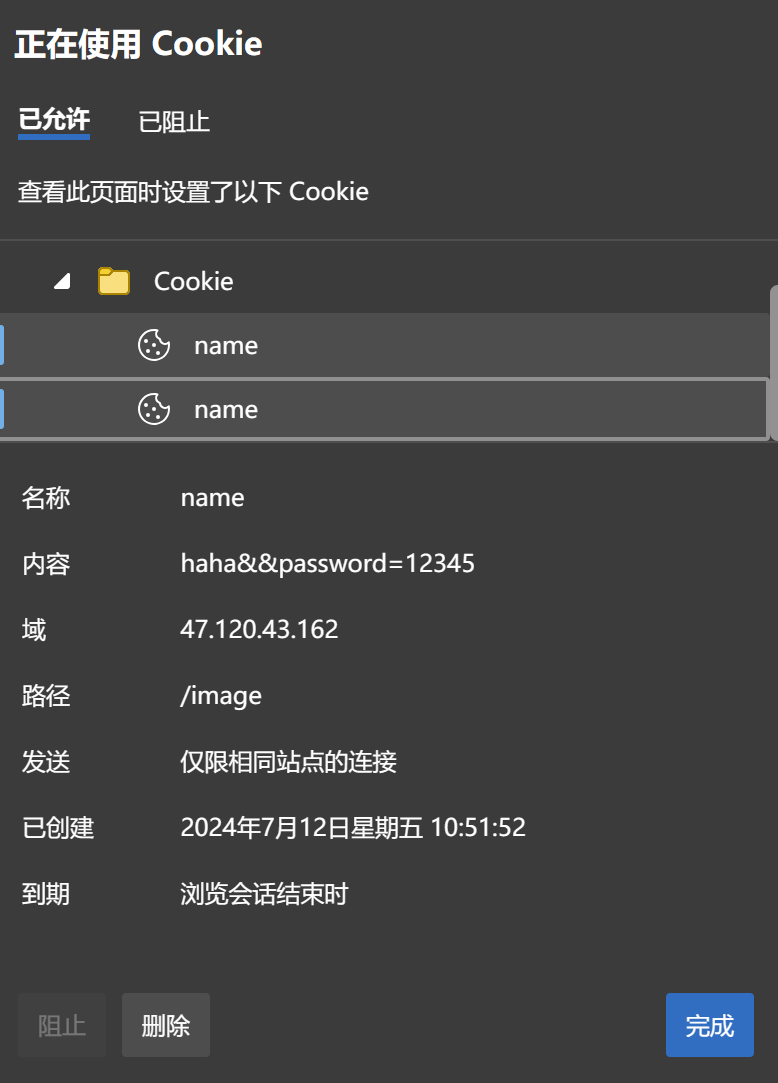 正在使用 Cookie
已允许 已阻止
查看此页面时设置了以下 Cookie
Cookie
name
name
名称 name
内容 haha&&password=12345
域 47.120.43.162
路径 /image
发送 仅限相同站点的连接
已创建 2024年7月12日星期五 10:51:52
到期 浏览会话结束时
阻止 删除 完成